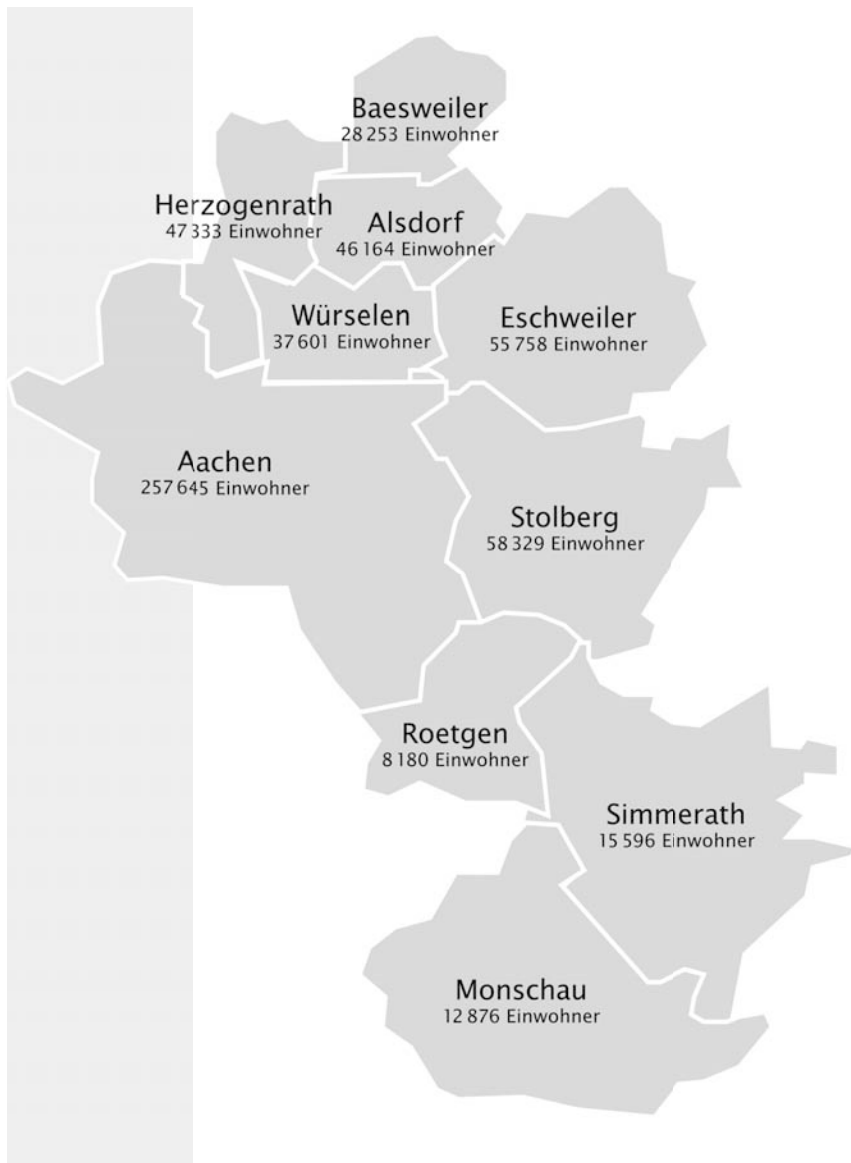 Baesweiler
28 253 Einwohner
Herzogenrath
47 333 Einwohner
Alsdorf
46 164 Einwohner
Würselen
37 601 Einwohner
Eschweiler
55 758 Einwohner
Aachen
257 645 Einwohner
Stolberg
58 329 Einwohner
Roetgen
8 180 Einwohner
Simmerath
15 596 Einwohner
Monschau
12 876 Einwohner